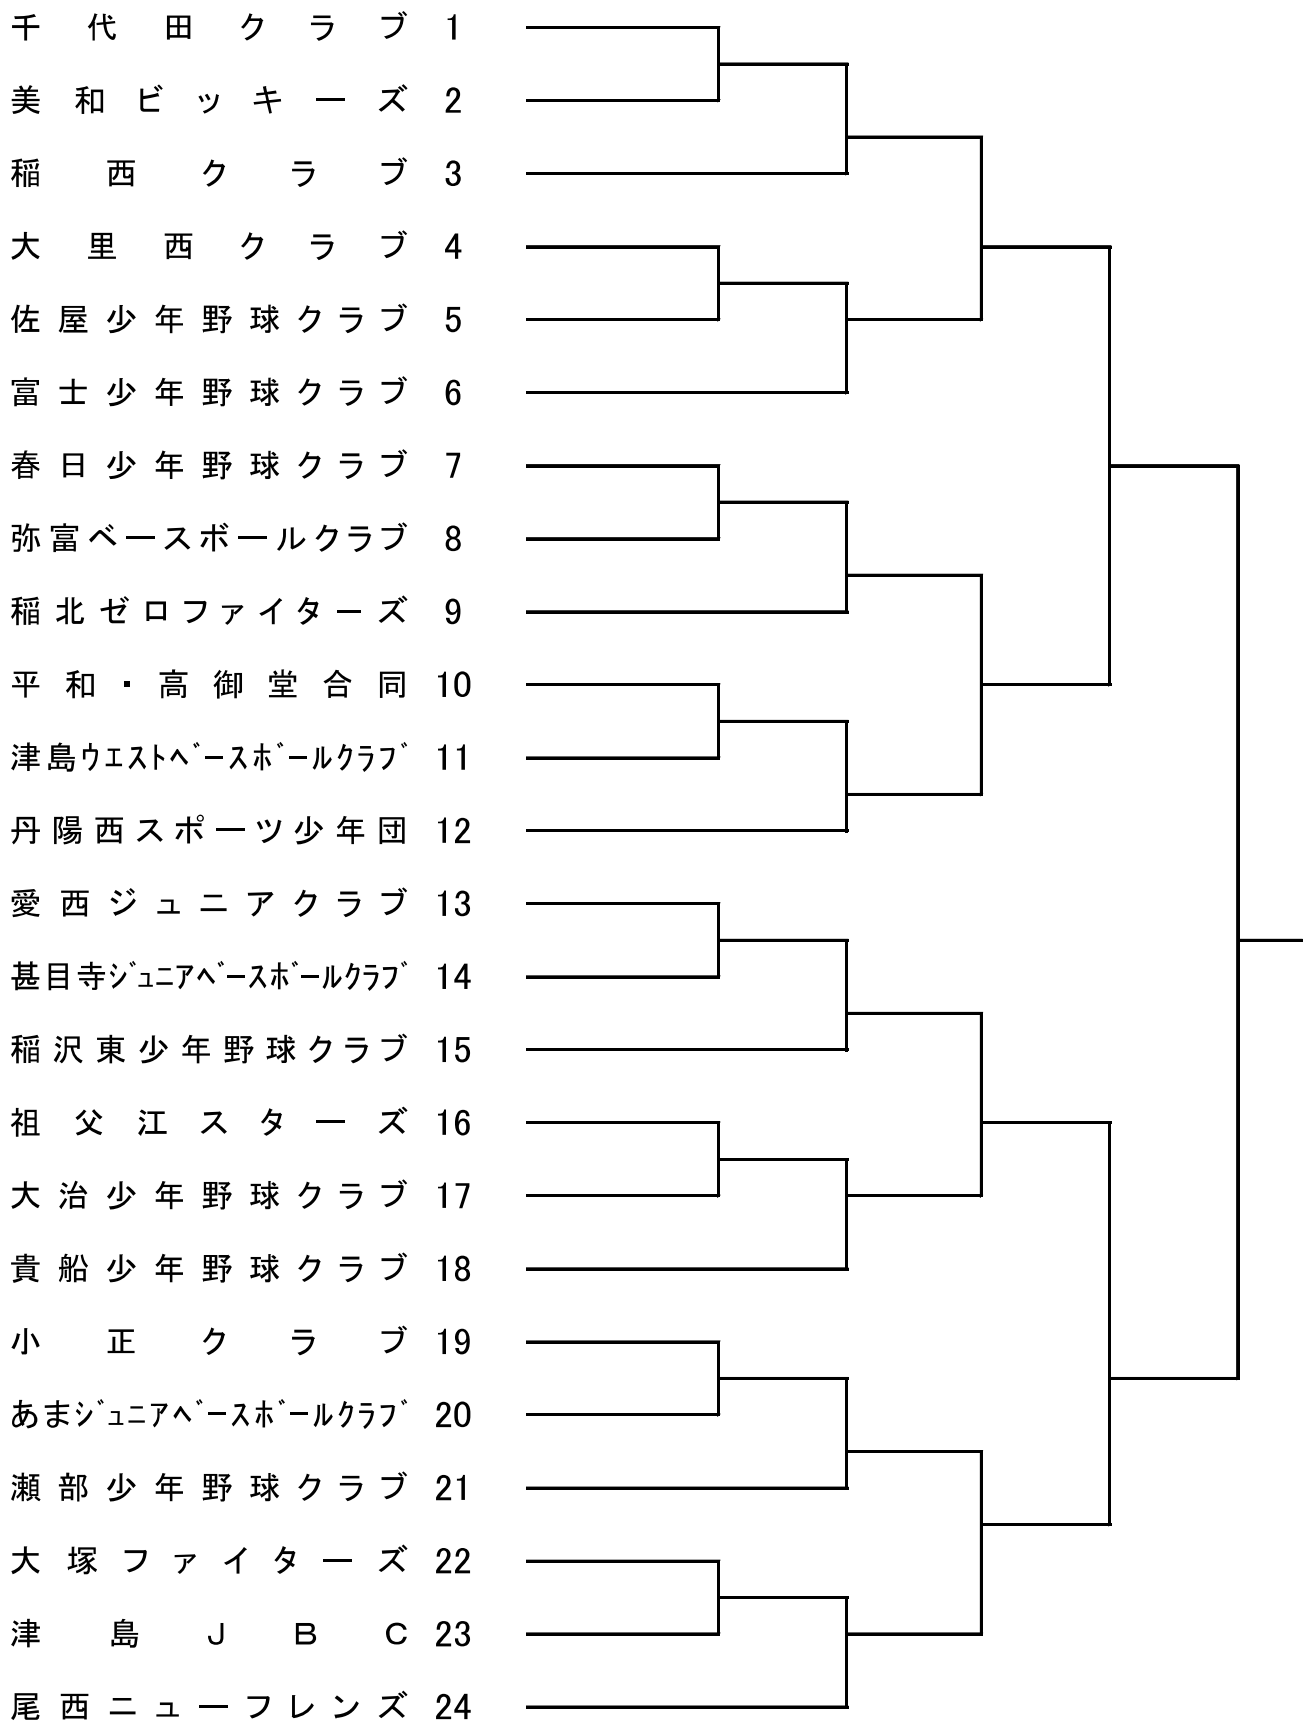 千代田クラブ 1
美和ビッキーズ 2
稲西クラブ 3
大里西クラブ 4
佐屋少年野球クラブ 5
富士少年野球クラブ 6
春日少年野球クラブ 7
弥富ベースボールクラブ 8
稲北ゼロファイターズ 9
平和・高御堂合同 10
津島ｳｴｽﾄﾍﾞｰｽﾎﾞｰﾙｸﾗﾌﾞ 11
丹陽西スポーツ少年団 12
愛西ジュニアクラブ 13
甚目寺ｼﾞｭﾆｱﾍﾞｰｽﾎﾞｰﾙｸﾗﾌﾞ 14
稲沢東少年野球クラブ 15
祖父江スターズ 16
大治少年野球クラブ 17
貴船少年野球クラブ 18
小正クラブ 19
あまｼﾞｭﾆｱﾍﾞｰｽﾎﾞｰﾙｸﾗﾌﾞ 20
瀬部少年野球クラブ 21
大塚ファイターズ 22
津島ＪＢＣ 23
尾西ニューフレンズ 24